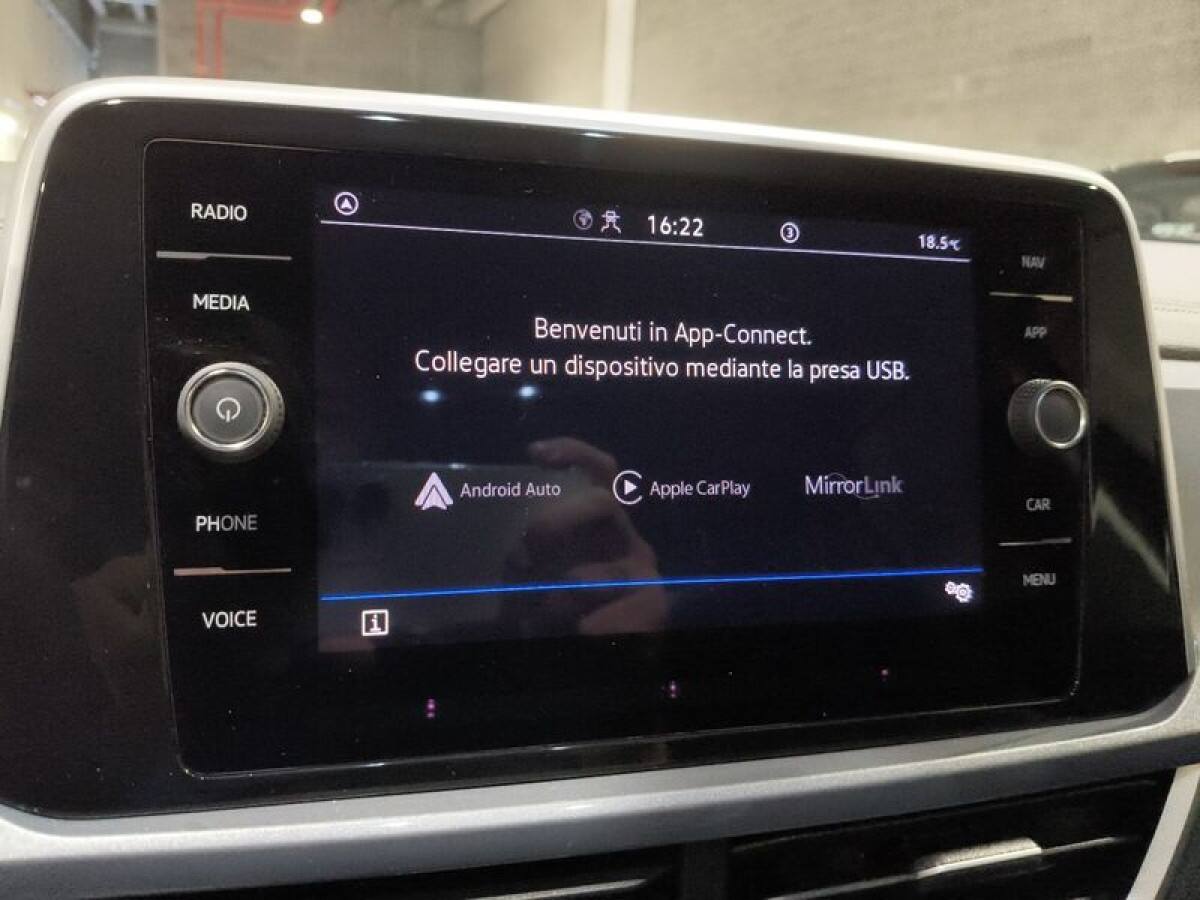 RADIO
MEDIA
PHONE
VOICE
16:22
3
18.5°C
Benvenuti in App-Connect.
Collegare un dispositivo mediante la presa USB.
Android Auto
Apple CarPlay
MirrorLink
i
NAV
APP
CAR
MENU